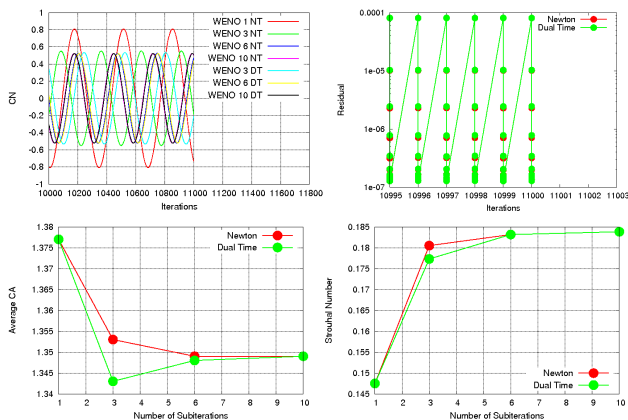 1
0.8
0.6
0.4
0.2
0
-0.2
-0.4
-0.6
-0.8
-1
CN
10000 10200 10400 10600 10800 11000 11200 11400 11600 11800
Iterations
WENO 1 NT
WENO 3 NT
WENO 6 NT
WENO 10 NT
WENO 3 DT
WENO 6 DT
WENO 10 DT
0.0001
1e-05
1e-06
1e-07
Residual
10995 10996 10997 10998 10999 11000 11001 11002 11003
Iterations
Newton
Dual Time
1.38
1.375
1.37
1.365
1.36
1.355
1.35
1.345
1.34
Average CA
1 2 3 4 5 6 7 8 9 10
Number of Subiterations
Newton
Dual Time
0.185
0.18
0.175
0.17
0.165
0.16
0.155
0.15
0.145
Strouhal Number
1 2 3 4 5 6 7 8 9 10
Number of Subiterations
Newton
Dual Time